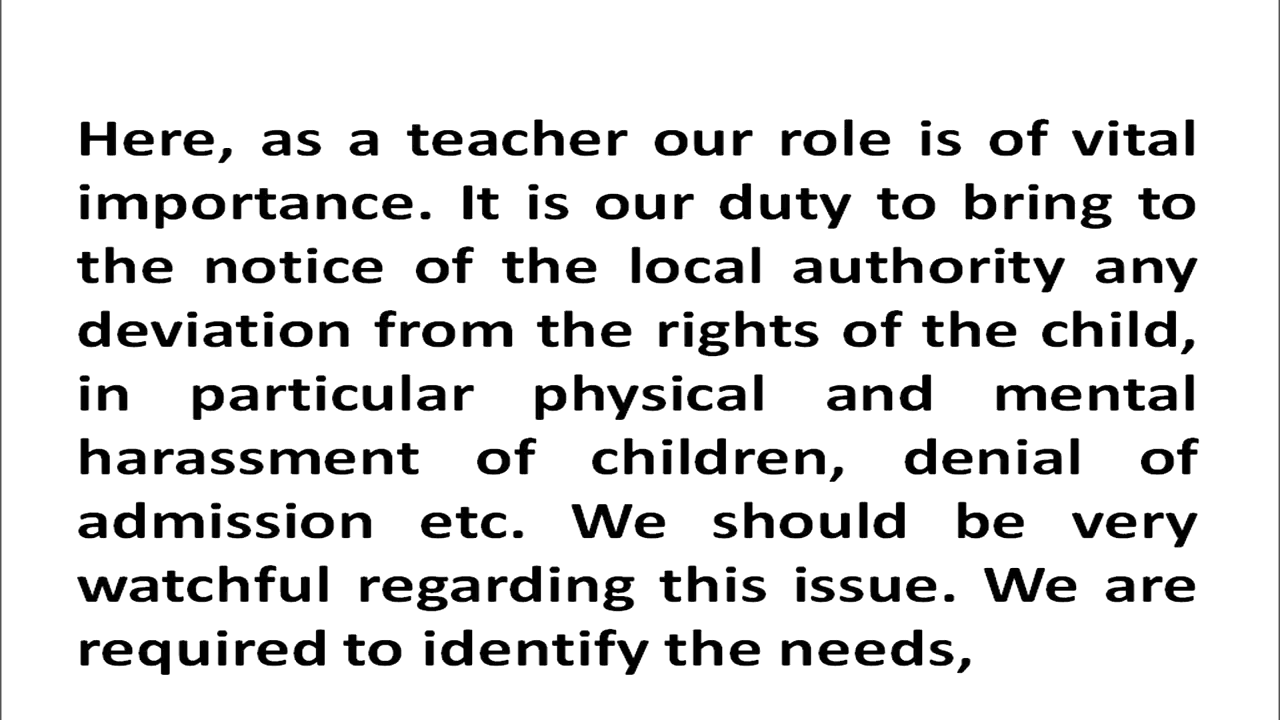 Here, as a teacher our role is of vital
importance. It is our duty to bring to
the notice of the local authority any
deviation from the rights of the child,
in particular physical and mental
harassment of children, denial of
admission etc. We should be very
watchful regarding this issue. We are
required to identify the needs,